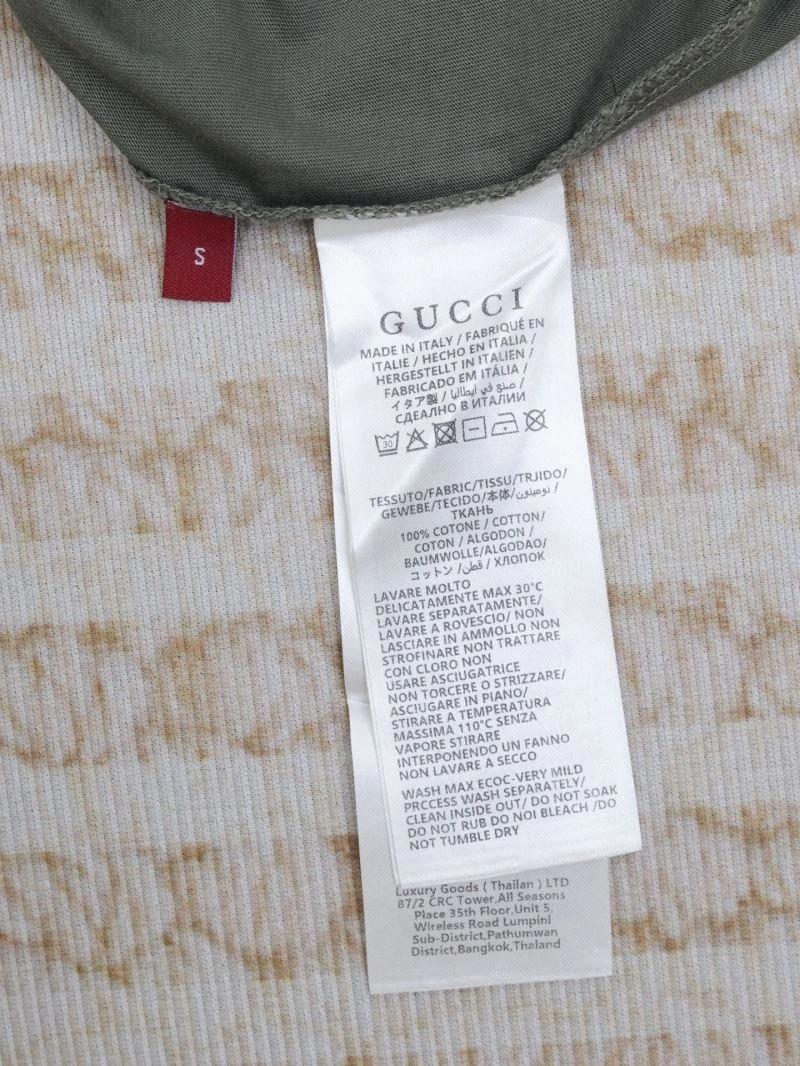 S
GUCCI
MADE IN ITALY / FABRIQUÉ EN
ITALIE / HECHO EN ITALIA /
HERGESTELLT IN ITALIEN /
FABRICADO EM ITÁLIA /
イタア製 / صنع في إيطاليا /
СДЕАЛНО В ИТАЛИИ
30
TESSUTO/FABRIC/TISSU/TRJIDO/
GEWEBE/TECIDO/本体/نومينون/
ТКАНЬ
100% COTONE / COTTON/
COTON / ALGODON /
BAUMWOLLE/ALGODAO/
コットン / قطن/ ХЛОПОК
LAVARE MOLTO
DELICATAMENTE MAX 30°C
LAVARE SEPARATAMENTE/
LAVARE A ROVESCIO/ NON
LASCIARE IN AMMOLLO NON
STROFINARE NON TRATTARE
CON CLORO NON
USARE ASCIUGATRICE
NON TORCERE O STRIZZARE/
ASCIUGARE IN PIANO/
STIRARE A TEMPERATURA
MASSIMA 110°C SENZA
VAPORE STIRARE
INTERPONENDO UN FANNO
NON LAVARE A SECCO
WASH MAX ECOC-VERY MILD
PRCCESS WASH SEPARATELY/
CLEAN INSIDE OUT/ DO NOT SOAK
DO NOT RUB DO NOI BLEACH /DO
NOT TUMBLE DRY
Luxury Goods ( Thailan ) LTD
87/2 CRC Tower,All Seasons
Place 35th Floor,Unit 5,
Wireless Road Lumpini
Sub-District,Pathumwan
District,Bangkok,Thailand